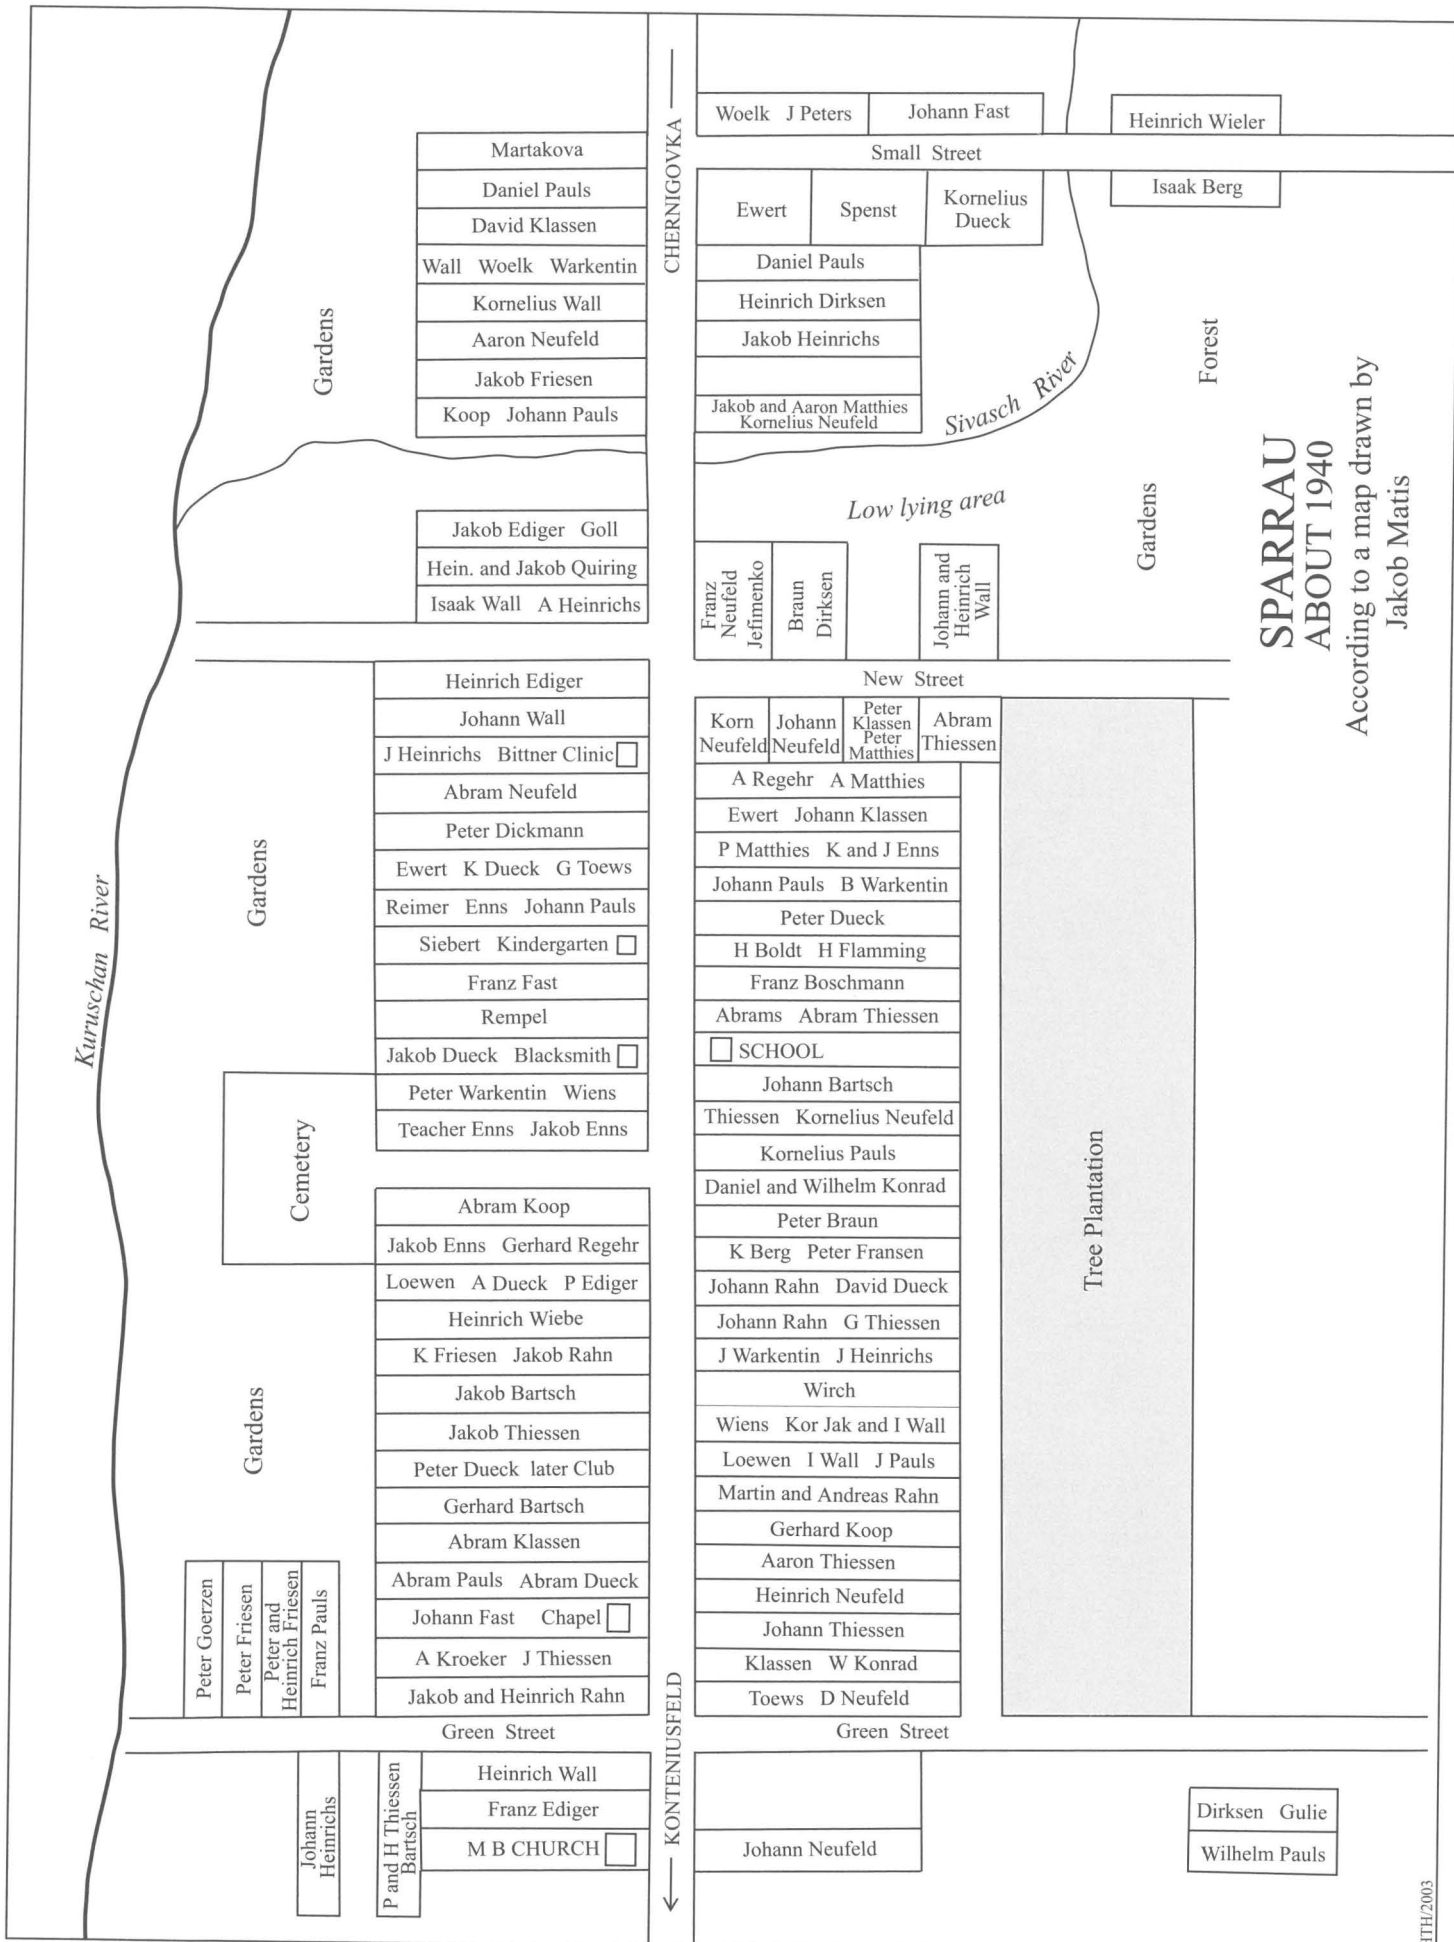 CHERNIGOVKA
Woelk J Peters
Johann Fast
Heinrich Wieler
Small Street
Isaak Berg
Martakova
Daniel Pauls
David Klassen
Wall Woelk Warkentin
Kornelius Wall
Aaron Neufeld
Jakob Friesen
Koop Johann Pauls
Gardens
Ewert
Spenst
Kornelius
Dueck
Daniel Pauls
Heinrich Dirksen
Jakob Heinrichs
Jakob and Aaron Matthies
Kornelius Neufeld
Sivasch River
Forest
Low lying area
Gardens
SPARRAU
ABOUT 1940
According to a map drawn by
Jakob Matis
Jakob Ediger Goll
Hein. and Jakob Quiring
Isaak Wall A Heinrichs
Franz
Neufeld
Jefimenko
Braun
Dirksen
Johann and
Heinrich
Wall
New Street
Kuruschan River
Gardens
Heinrich Ediger
Johann Wall
J Heinrichs Bittner Clinic
Abram Neufeld
Peter Dickmann
Ewert K Dueck G Toews
Reimer Enns Johann Pauls
Siebert Kindergarten
Franz Fast
Rempel
Jakob Dueck Blacksmith
Peter Warkentin Wiens
Teacher Enns Jakob Enns
Cemetery
Abram Koop
Jakob Enns Gerhard Regehr
Loewen A Dueck P Ediger
Heinrich Wiebe
K Friesen Jakob Rahn
Jakob Bartsch
Jakob Thiessen
Peter Dueck later Club
Gerhard Bartsch
Abram Klassen
Abram Pauls Abram Dueck
Johann Fast Chapel
A Kroeker J Thiessen
Jakob and Heinrich Rahn
Gardens
Peter Goerzen
Peter Friesen
Peter and
Heinrich Friesen
Franz Pauls
Korn
Neufeld
Johann
Neufeld
Peter
Klassen
Peter
Matthies
Abram
Thiessen
A Regehr A Matthies
Ewert Johann Klassen
P Matthies K and J Enns
Johann Pauls B Warkentin
Peter Dueck
H Boldt H Flamming
Franz Boschmann
Abrams Abram Thiessen
SCHOOL
Johann Bartsch
Thiessen Kornelius Neufeld
Kornelius Pauls
Daniel and Wilhelm Konrad
Peter Braun
K Berg Peter Fransen
Johann Rahn David Dueck
Johann Rahn G Thiessen
J Warkentin J Heinrichs
Wirch
Wiens Kor Jak and I Wall
Loewen I Wall J Pauls
Martin and Andreas Rahn
Gerhard Koop
Aaron Thiessen
Heinrich Neufeld
Johann Thiessen
Klassen W Konrad
Toews D Neufeld
Tree Plantation
Green Street
KONTENIUSFELD
Green Street
Johann
Heinrichs
P and H Thiessen
Bartsch
Heinrich Wall
Franz Ediger
M B CHURCH
Johann Neufeld
Dirksen Gulie
Wilhelm Pauls
HTH/2003